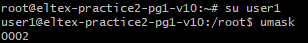 root@eltex-practice2-pg1-v10:~# su user1
user1@eltex-practice2-pg1-v10:/root$ umask
0002